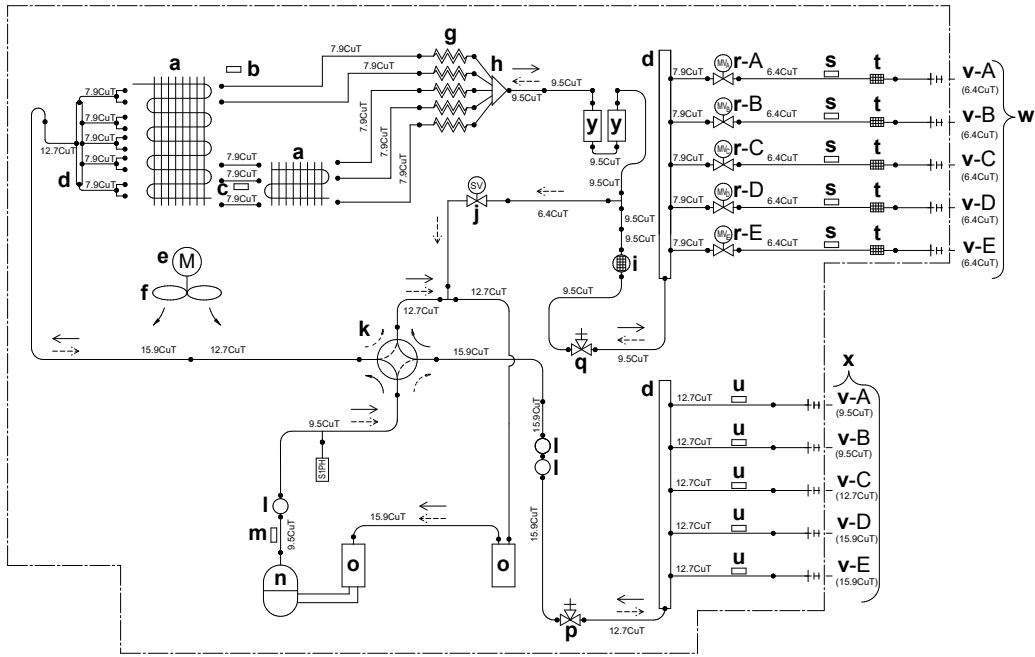 a
b
g
h
d
7.9CuT
7.9CuT
7.9CuT
7.9CuT
7.9CuT
9.5CuT
9.5CuT
y
y
9.5CuT
9.5CuT
7.9CuT
7.9CuT
7.9CuT
7.9CuT
7.9CuT
12.7CuT
d
7.9CuT
7.9CuT
c
7.9CuT
a
SV
j
6.4CuT
9.5CuT
9.5CuT
i
9.5CuT
q
9.5CuT
7.9CuT
MVA
r-A
6.4CuT
s
t
v-A
(6.4CuT)
7.9CuT
MVB
r-B
6.4CuT
s
t
v-B
(6.4CuT)
7.9CuT
MVC
r-C
6.4CuT
s
t
v-C
(6.4CuT)
7.9CuT
MVD
r-D
6.4CuT
s
t
v-D
(6.4CuT)
7.9CuT
MVE
r-E
6.4CuT
s
t
v-E
(6.4CuT)
w
e
M
f
k
12.7CuT
12.7CuT
15.9CuT
12.7CuT
15.9CuT
15.9CuT
l
l
15.9CuT
9.5CuT
S1PH
l
m
9.5CuT
n
15.9CuT
o
o
p
12.7CuT
d
x
12.7CuT
u
v-A
(9.5CuT)
12.7CuT
u
v-B
(9.5CuT)
12.7CuT
u
v-C
(12.7CuT)
12.7CuT
u
v-D
(15.9CuT)
12.7CuT
u
v-E
(15.9CuT)